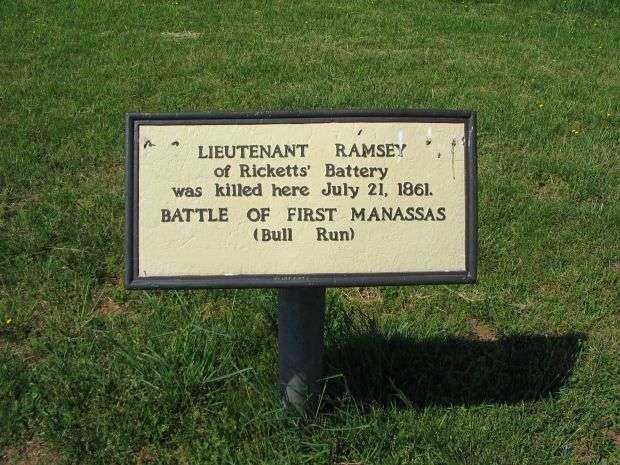 LIEUTENANT RAMSEY
of Ricketts' Battery
was killed here July 21, 1861.
BATTLE OF FIRST MANASSAS
(Bull Run)